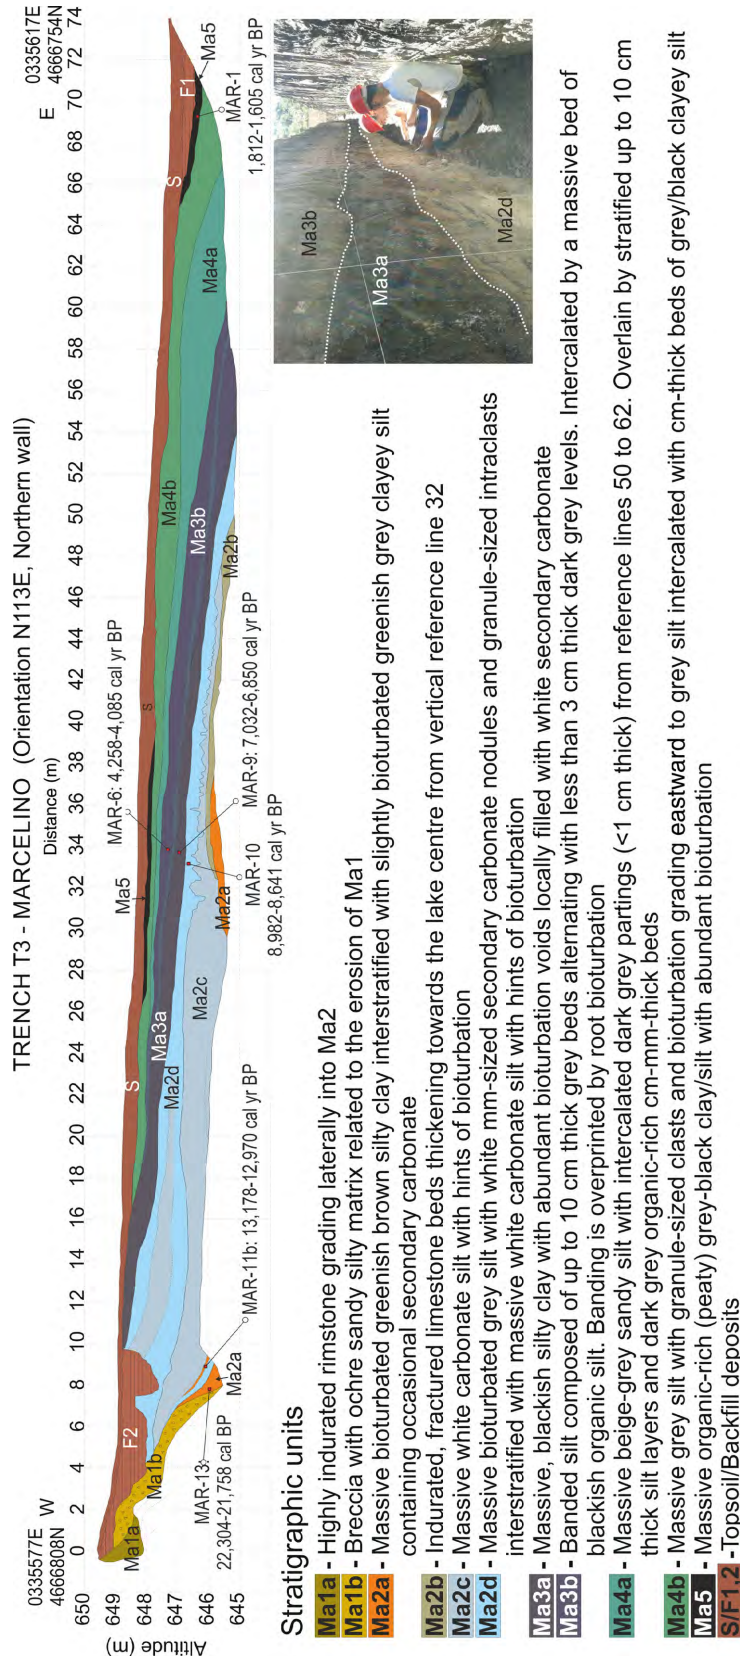 TRENCH T3 - MARCELINO (Orientation N113E, Northern wall)
0335577E
4666808N
W
E
0335617E
4666754N
Distance (m)
0 2 4 6 8 10 12 14 16 18 20 22 24 26 28 30 32 34 36 38 40 42 44 46 48 50 52 54 58 60 62 64 66 68 70 72 74
Altitude (m)
650
649
648
647
646
645
Ma1a
Ma1b
F2
Ma2a
MAR-13:
22,304-21,758 cal BP
MAR-11b: 13,178-12,970 cal yr BP
S
Ma2d
Ma3a
Ma2c
Ma5
Ma2a
MAR-6: 4,258-4,085 cal yr BP
MAR-10
8,982-8,641 cal yr BP
MAR-9: 7,032-6,850 cal yr BP
S
Ma4b
Ma3b
Ma2b
Ma4a
S
F1
Ma5
MAR-1
1,812-1,605 cal yr BP
Ma3b
Ma3a
Ma2d
Stratigraphic units
Ma1a - Highly indurated rimstone grading laterally into Ma2
Ma1b - Breccia with ochre sandy silty matrix related to the erosion of Ma1
Ma2a - Massive bioturbated greenish brown silty clay interstratified with slightly bioturbated greenish grey clayey silt
containing occasional secondary carbonate
Ma2b - Indurated, fractured limestone beds thickening towards the lake centre from vertical reference line 32
Ma2c - Massive white carbonate silt with hints of bioturbation
Ma2d - Massive bioturbated grey silt with white mm-sized secondary carbonate nodules and granule-sized intraclasts
interstratified with massive white carbonate silt with hints of bioturbation
Ma3a - Massive, blackish silty clay with abundant bioturbation voids locally filled with white secondary carbonate
Ma3b - Banded silt composed of up to 10 cm thick grey beds alternating with less than 3 cm thick dark grey levels. Intercalated by a massive bed of
blackish organic silt. Banding is overprinted by root bioturbation
Ma4a - Massive beige-grey sandy silt with intercalated dark grey partings (<1 cm thick) from reference lines 50 to 62. Overlain by stratified up to 10 cm
thick silt layers and dark grey organic-rich cm-mm-thick beds
Ma4b - Massive grey silt with granule-sized clasts and bioturbation grading eastward to grey silt intercalated with cm-thick beds of grey/black clayey silt
Ma5 - Massive organic-rich (peaty) grey-black clay/silt with abundant bioturbation
S/F1,2 - Topsoil/Backfill deposits